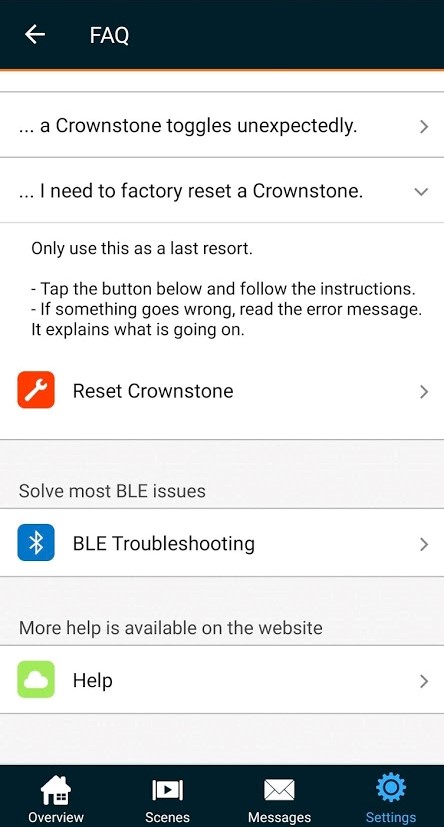 FAQ
... a Crownstone toggles unexpectedly.
... I need to factory reset a Crownstone.
Only use this as a last resort.
- Tap the button below and follow the instructions.
- If something goes wrong, read the error message.
It explains what is going on.
Reset Crownstone
Solve most BLE issues
BLE Troubleshooting
More help is available on the website
Help
Overview
Scenes
Messages
Settings